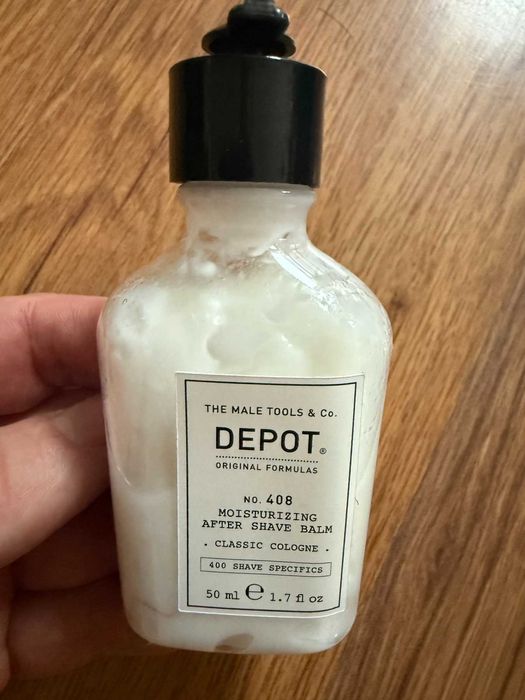 THE MALE TOOLS & Co.
DEPOT®
ORIGINAL FORMULAS
NO. 408
MOISTURIZING
AFTER SHAVE BALM
· CLASSIC COLOGNE ·
400 SHAVE SPECIFICS
50 ml ℮ 1.7 fl oz